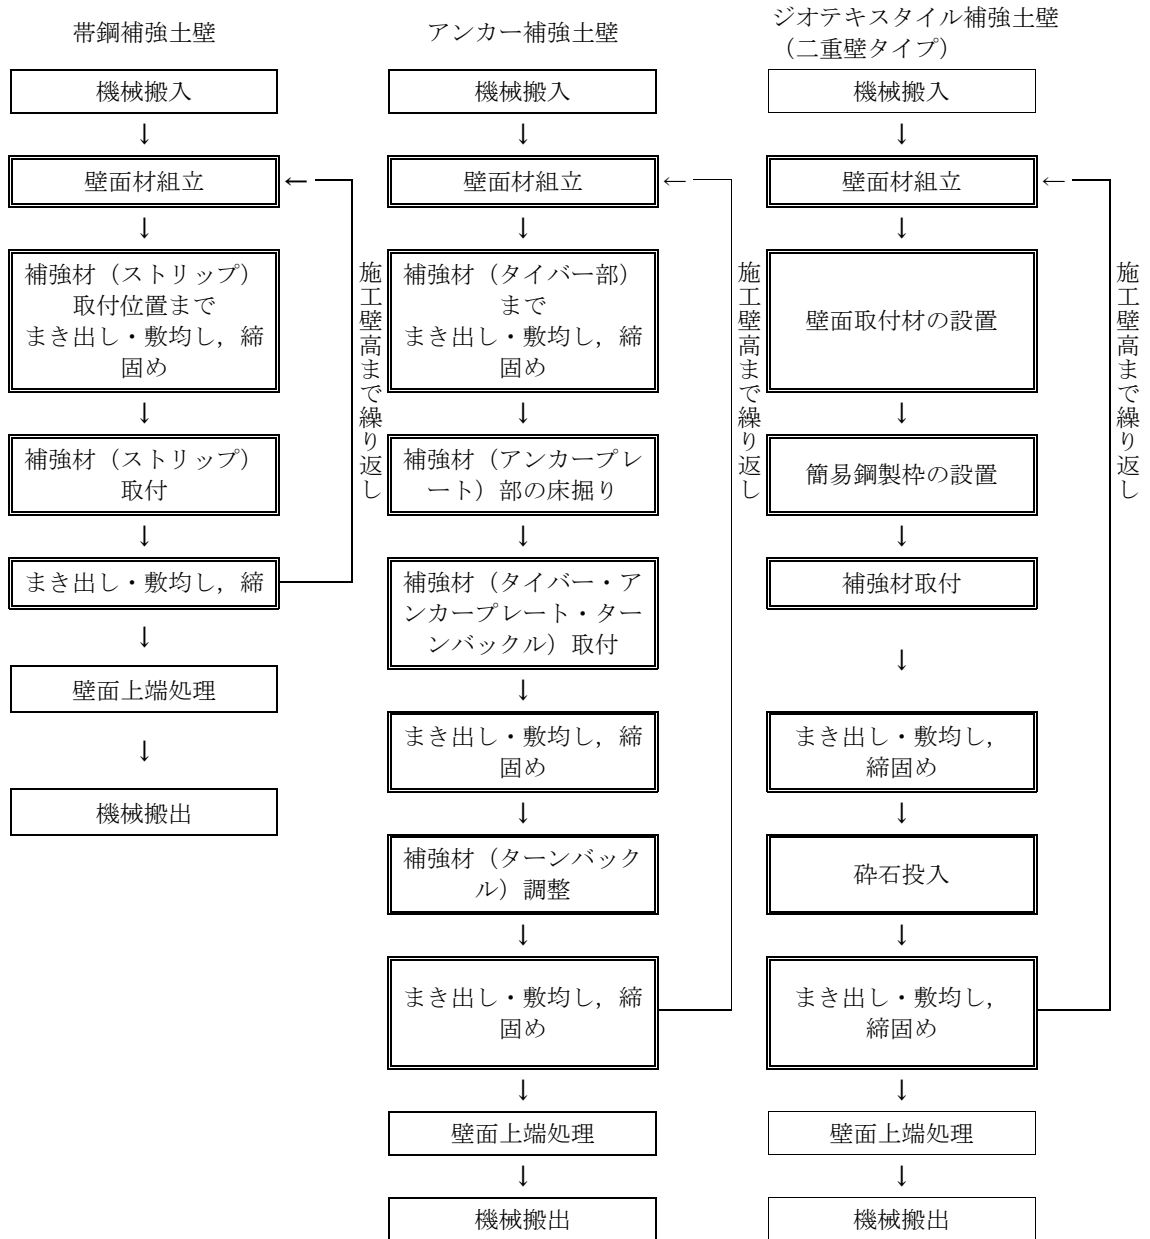 帯鋼補強土壁
機械搬入
↓
壁面材組立
←
↓
補強材（ストリップ）
取付位置まで
まき出し・敷均し，締
固め
↓
補強材（ストリップ）
取付
↓
まき出し・敷均し，締
↓
壁面上端処理
↓
機械搬出
施工壁高まで繰り返し
アンカー補強土壁
機械搬入
↓
壁面材組立
←
↓
補強材（タイバー部）
まで
まき出し・敷均し，締
固め
↓
補強材（アンカープレ
ート）部の床掘り
↓
補強材（タイバー・ア
ンカープレート・ター
ンバックル）取付
↓
まき出し・敷均し，締
固め
↓
補強材（ターンバック
ル）調整
↓
まき出し・敷均し，締
固め
↓
壁面上端処理
↓
機械搬出
施工壁高まで繰り返し
ジオテキスタイル補強土壁
（二重壁タイプ）
機械搬入
↓
壁面材組立
←
↓
壁面取付材の設置
↓
簡易鋼製枠の設置
↓
補強材取付
↓
まき出し・敷均し，
締固め
↓
砕石投入
↓
まき出し・敷均し，
締固め
↓
壁面上端処理
↓
機械搬出
施工壁高まで繰り返し